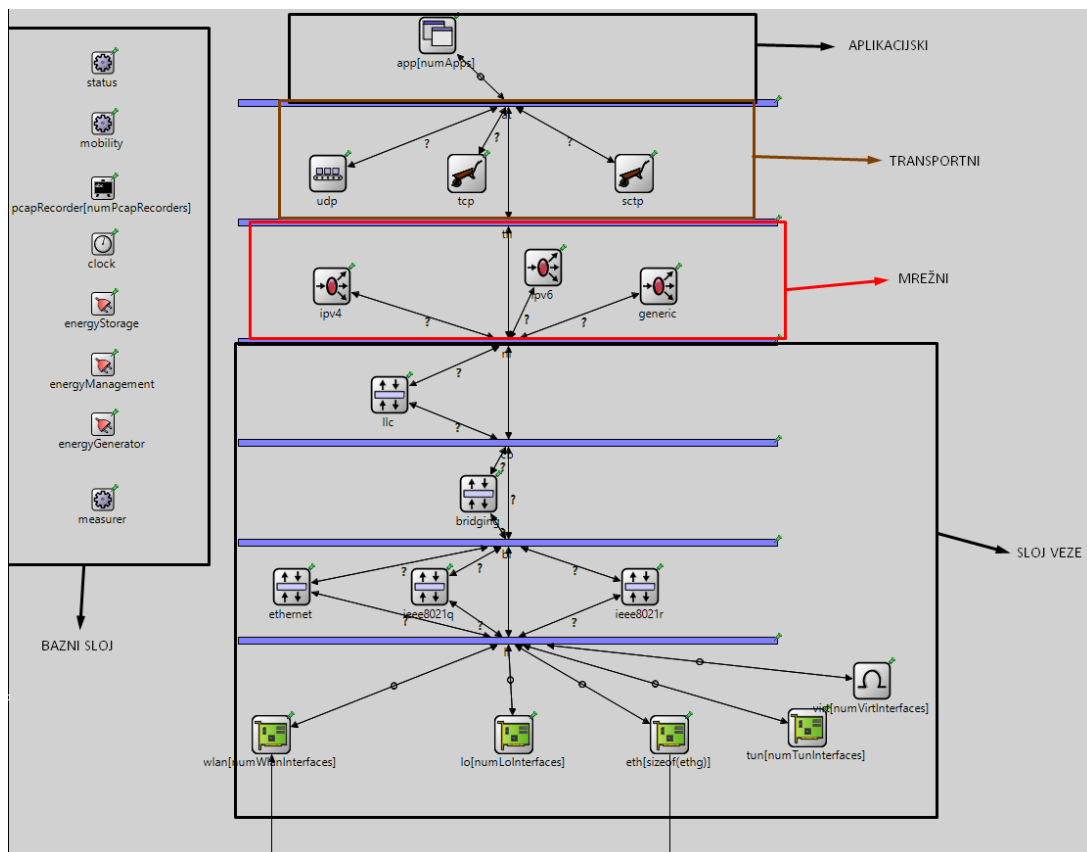 status
mobility
pcapRecorder[numPcapRecorders]
clock
energyStorage
energyManagement
energyGenerator
measurer
BAZNI SLOJ
app[numApps]
APLIKACIJSKI
at
? ? ?
udp tcp sctp
TRANSPORTNI
tn
ipv4 ipv6 generic
? ? ?
MREŽNI
?
llc
?
?
?
bridging
?
? ? ?
ethernet ieee8021q ieee8021r
? ?
SLOJ VEZE
virt[numVirtInterfaces]
wlan[numWlanInterfaces] lo[numLoInterfaces] eth[sizeof(ethg)] tun[numTunInterfaces]